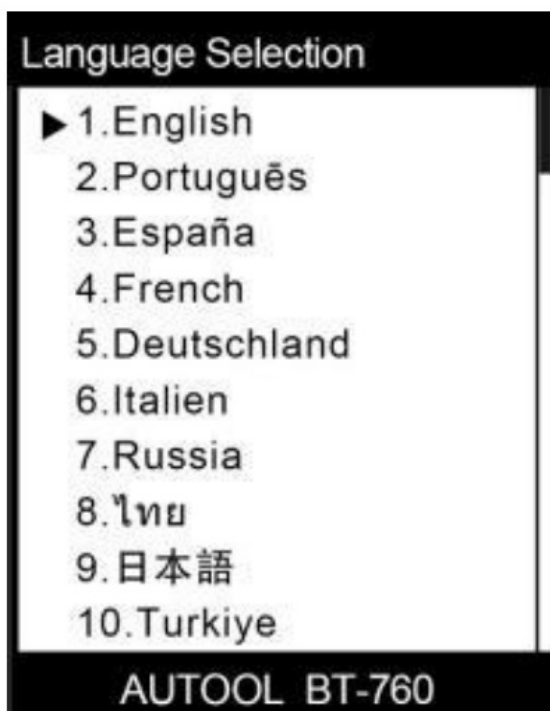 Language Selection
▶ 1.English
2.Portuguēs
3.España
4.French
5.Deutschland
6.Italien
7.Russia
8.ไทย
9.日本語
10.Turkiye
AUTOOL BT-760